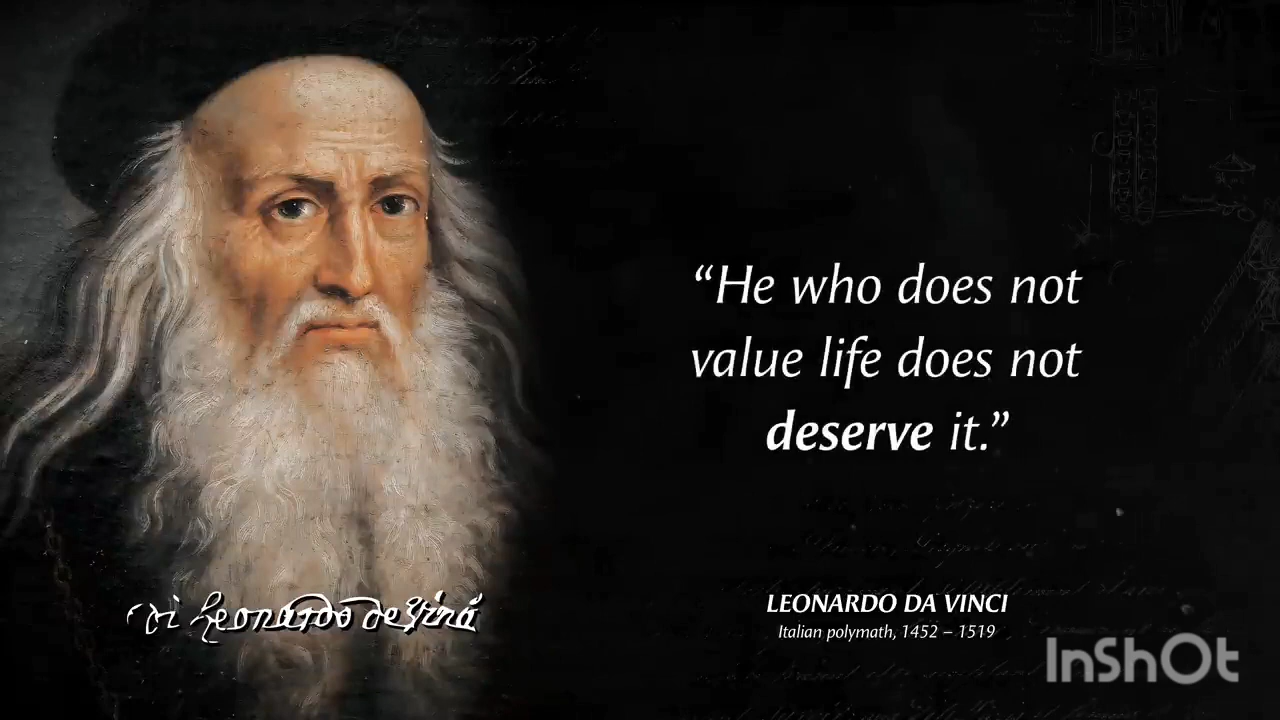 “He who does not
value life does not
deserve it.”
LEONARDO DA VINCI
Italian polymath, 1452 – 1519
InShOt